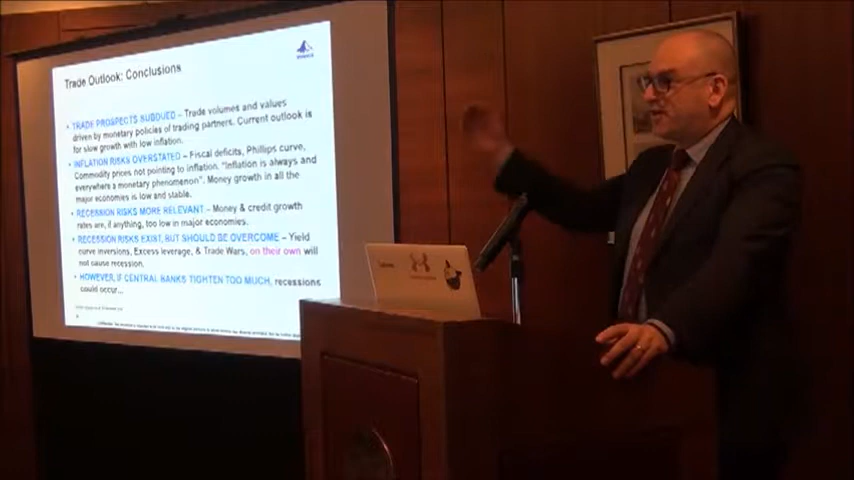 Trade Outlook: Conclusions
• TRADE PROSPECTS SUBDUED – Trade volumes and values
driven by monetary policies of trading partners. Current outlook is
for slow growth with low inflation.
• INFLATION RISKS OVERSTATED – Fiscal deficits, Phillips curve,
Commodity prices not pointing to inflation. "Inflation is always and
everywhere a monetary phenomenon". Money growth in all the
major economies is low and stable.
• RECESSION RISKS MORE RELEVANT – Money & credit growth
rates are, if anything, too low in major economies.
• RECESSION RISKS EXIST, BUT SHOULD BE OVERCOME – Yield
curve inversions, Excess leverage, & Trade Wars, on their own will
not cause recession.
• HOWEVER, IF CENTRAL BANKS TIGHTEN TOO MUCH, recessions
could occur...